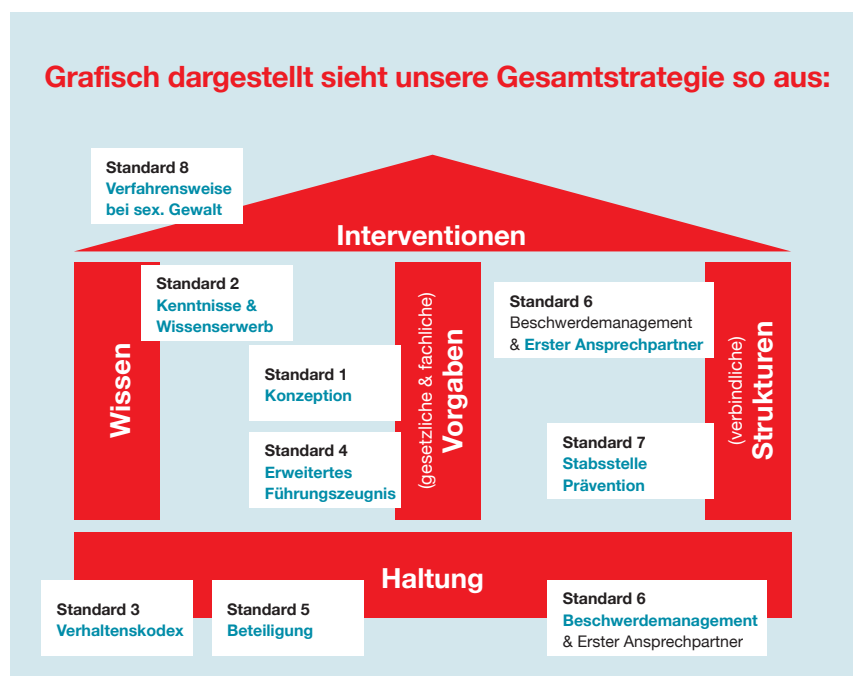 Grafisch dargestellt sieht unsere Gesamtstrategie so aus:
Standard 8
Verfahrensweise
bei sex. Gewalt
Interventionen
Wissen
Standard 2
Kenntnisse &
Wissenserwerb
Standard 1
Konzeption
Standard 4
Erweitertes
Führungszeugnis
(gesetzliche & fachliche)
Vorgaben
Standard 6
Beschwerdemanagement
& Erster Ansprechpartner
Standard 7
Stabsstelle
Prävention
(verbindliche)
Strukturen
Haltung
Standard 3
Verhaltenskodex
Standard 5
Beteiligung
Standard 6
Beschwerdemanagement
& Erster Ansprechpartner